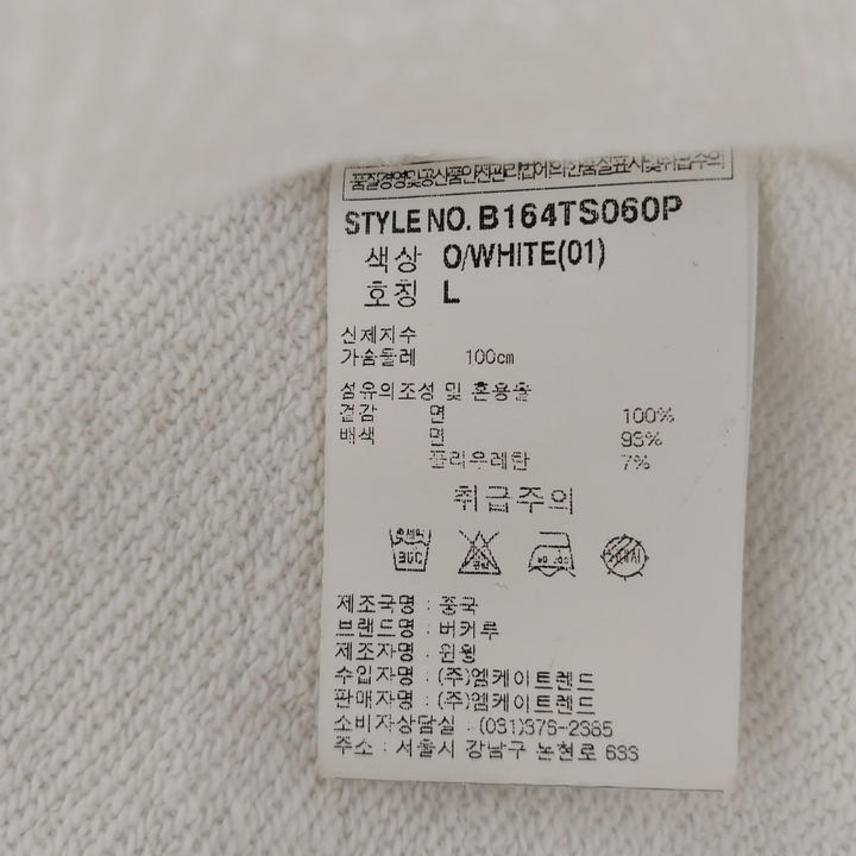 품질경영및공산품안전관리법에의한품질표시및취급주의
STYLE NO. B164TS060P
색상 O/WHITE(01)
호칭 L
신체치수
가슴둘레 100cm
섬유의조성 및 혼용율
겉감 면 100%
배색 면 93%
폴리우레탄 7%
취급주의
제조국명 : 중국
브랜드명 : 버커루
제조자명 : 윈윙
수입자명 : (주)엠케이트렌드
판매자명 : (주)엠케이트렌드
소비자상담실 : (031)376-2385
주소 : 서울시 강남구 논현로 633